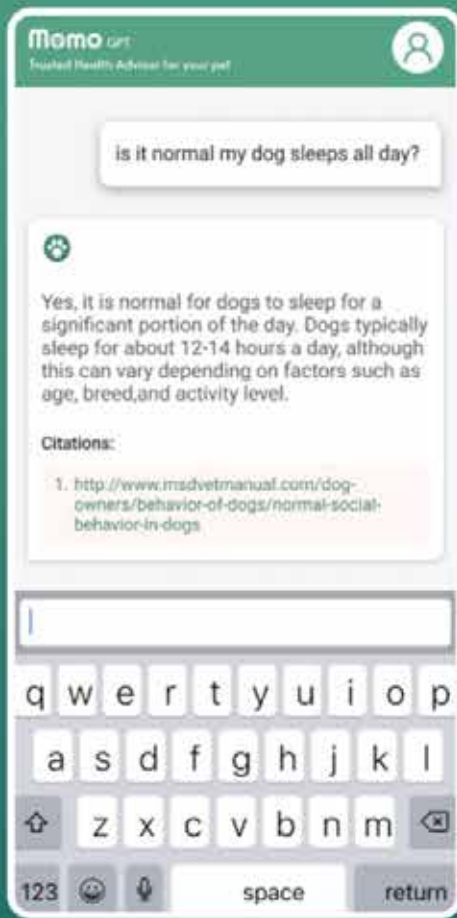 Momo GPT
Trusted Health Advisor for your pet
is it normal my dog sleeps all day?
Yes, it is normal for dogs to sleep for a
significant portion of the day. Dogs typically
sleep for about 12-14 hours a day, although
this can vary depending on factors such as
age, breed,and activity level.
Citations:
1. http://www.msdvetmanual.com/dog-
owners/behavior-of-dogs/normal-social-
behavior-in-dogs
q w e r t y u i o p
a s d f g h j k l
z x c v b n m
123 space return